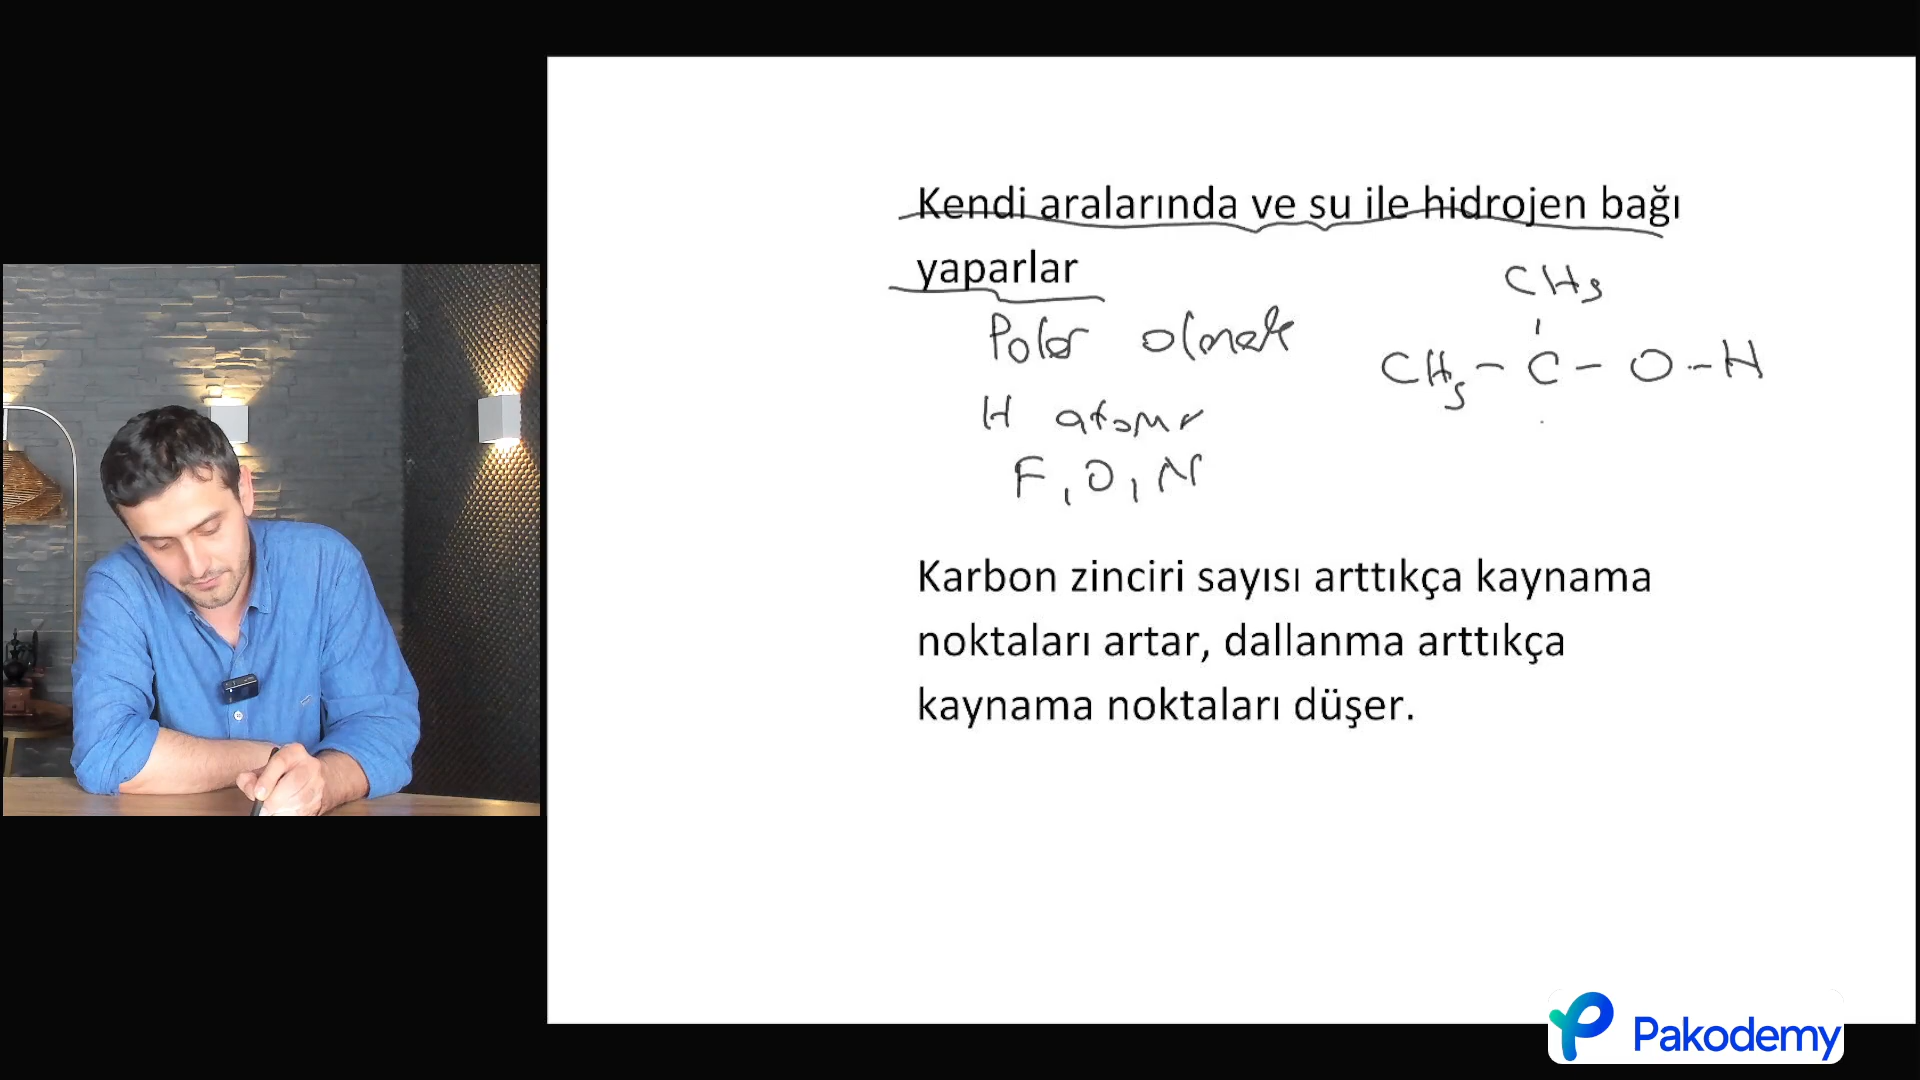 Kendi aralarında ve su ile hidrojen bağı
yaparlar
Polar olmak
H atomu
F, O, N
CH3
CH3 - C - O - H
Karbon zinciri sayısı arttıkça kaynama
noktaları artar, dallanma arttıkça
kaynama noktaları düşer.
Pakodemy